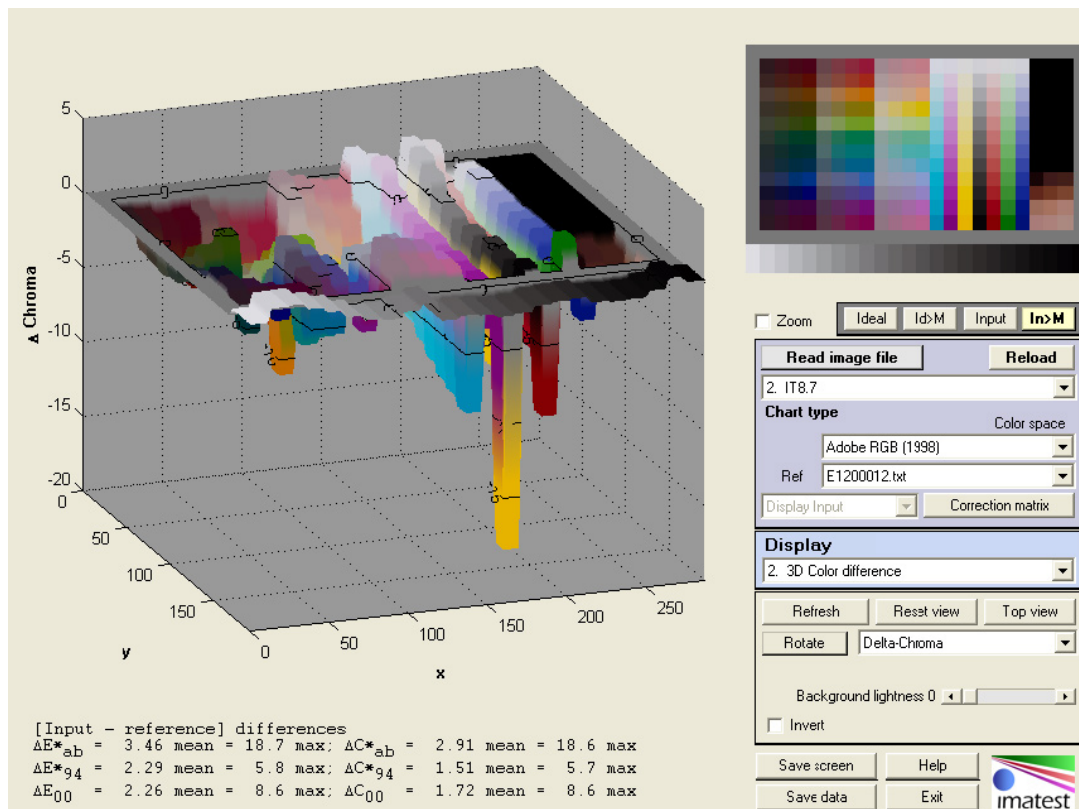 5
0
-5
-10
-15
-20
Δ Chroma
0
50
100
150
y
0
50
100
150
200
250
x
[Input - reference] differences
ΔE*ab = 3.46 mean = 18.7 max; ΔC*ab = 2.91 mean = 18.6 max
ΔE*94 = 2.29 mean = 5.8 max; ΔC*94 = 1.51 mean = 5.7 max
ΔE00 = 2.26 mean = 8.6 max; ΔC00 = 1.72 mean = 8.6 max
Zoom
Ideal Id>M Input In>M
Read image file Reload
2. IT8.7
Chart type
Color space
Adobe RGB (1998)
Ref E1200012.txt
Display Input Correction matrix
Display
2. 3D Color difference
Refresh Reset view Top view
Rotate Delta-Chroma
Background lightness 0
Invert
Save screen Help
Save data Exit
imatest